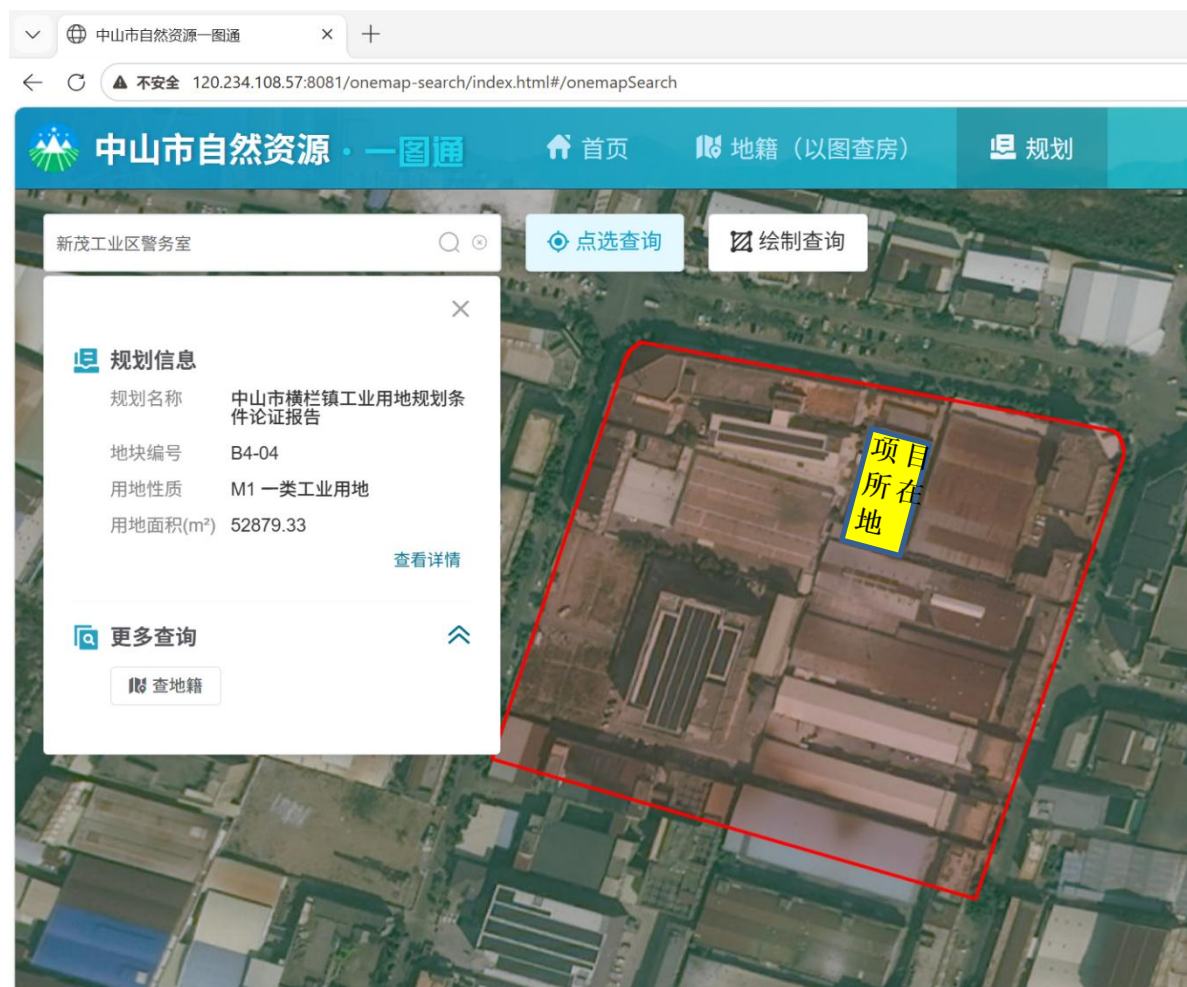 中山市自然资源一图通
不安全 120.234.108.57:8081/onemap-search/index.html#/onemapSearch
中山市自然资源·一图通 首页 地籍（以图查房） 规划
新茂工业区警务室 点选查询 绘制查询
规划信息
规划名称 中山市横栏镇工业用地规划条
件论证报告
地块编号 B4-04
用地性质 M1 一类工业用地
用地面积(m²) 52879.33
查看详情
更多查询
查地籍
项目
所在
地